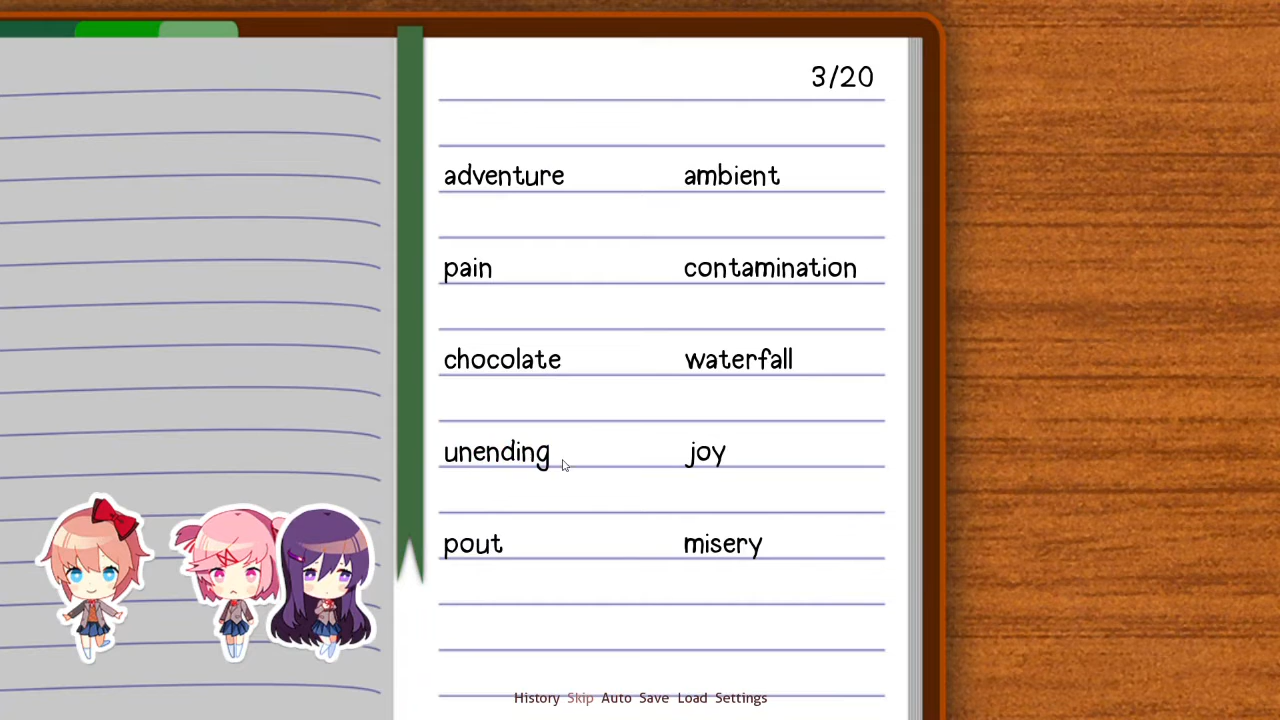 3/20
adventure ambient
pain contamination
chocolate waterfall
unending joy
pout misery
History Skip Auto Save Load Settings